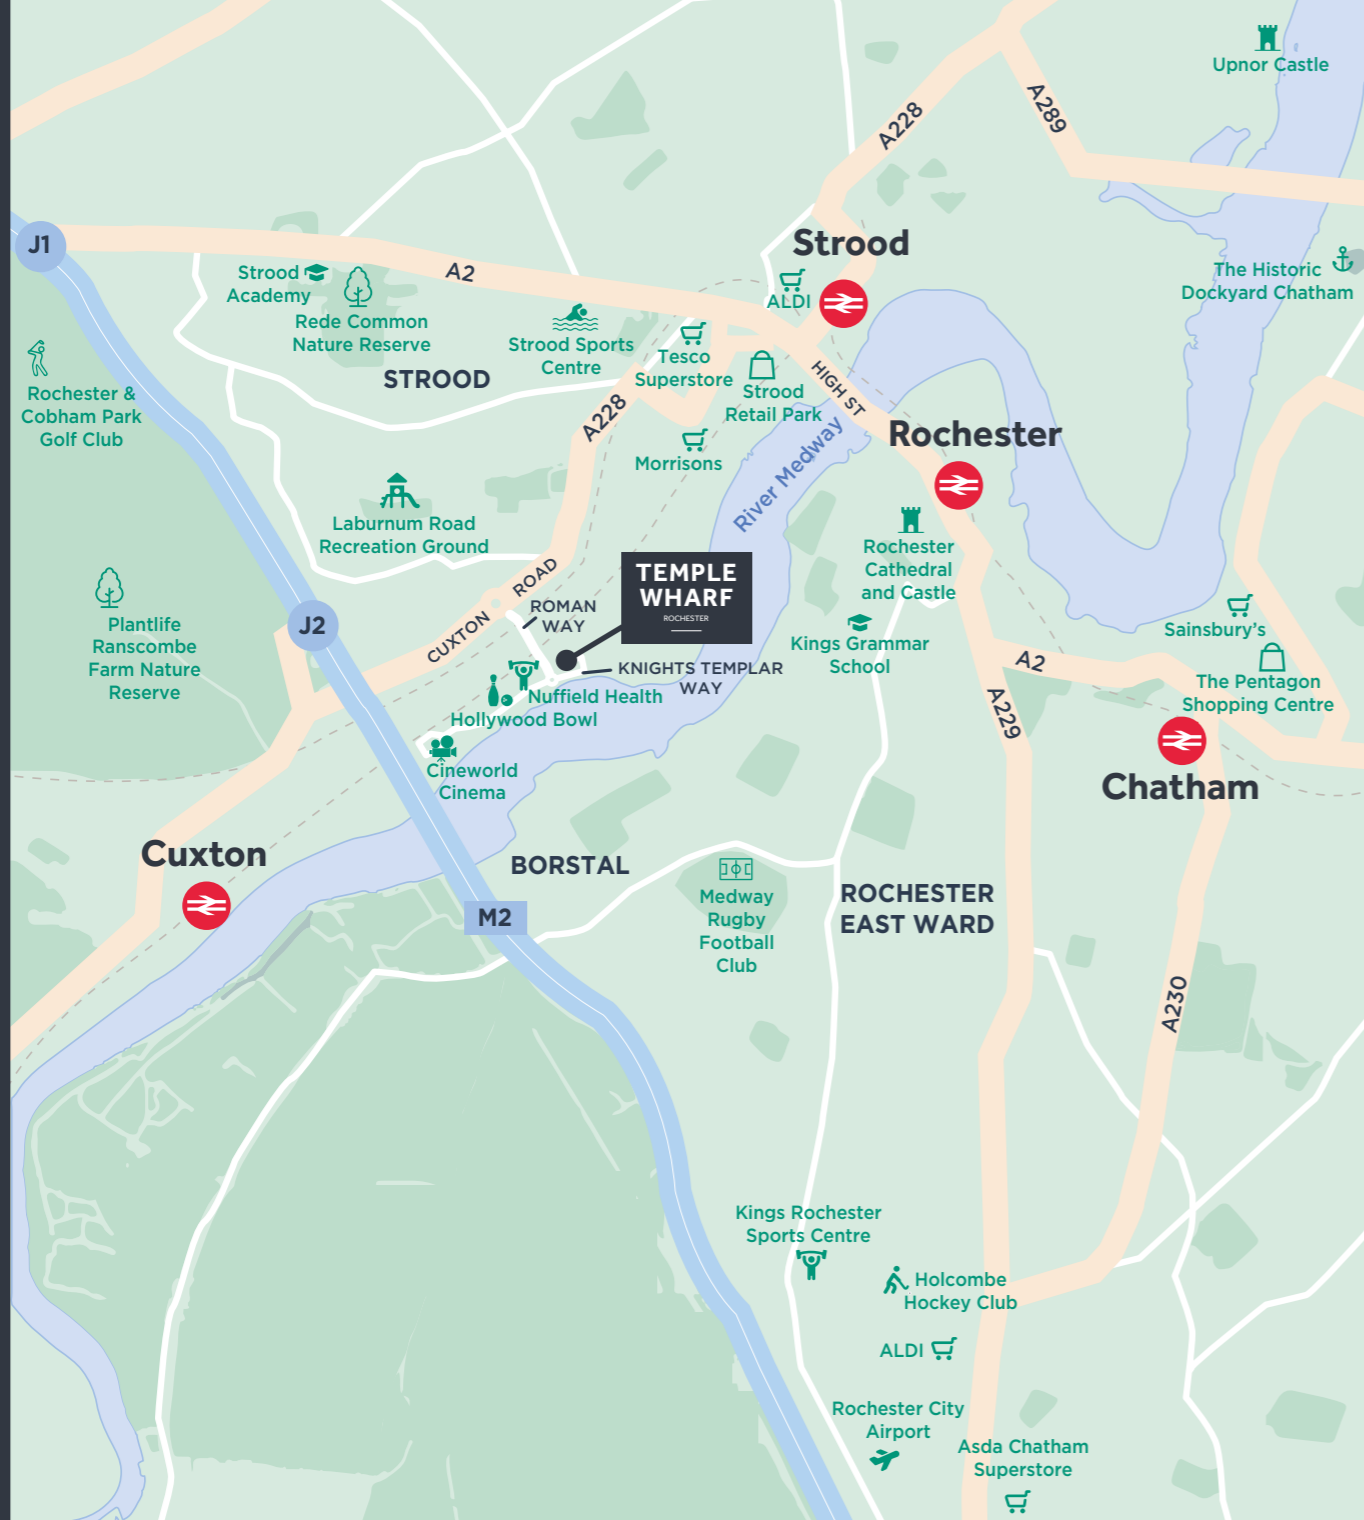 Upnor Castle
A228
A289
J1
Strood
A2
Strood
Academy
Rede Common
Nature Reserve
ALDI
The Historic
Dockyard Chatham
Strood Sports
Centre
Tesco
Superstore
STROOD
Strood
Retail Park
HIGH ST
Rochester &
Cobham Park
Golf Club
A228
Morrisons
River Medway
Rochester
Laburnum Road
Recreation Ground
Rochester
Cathedral
and Castle
TEMPLE
WHARF
ROCHESTER
CUXTON ROAD
ROMAN
WAY
J2
Plantlife
Ranscombe
Farm Nature
Reserve
Kings Grammar
School
Sainsbury's
A2
KNIGHTS TEMPLAR
WAY
The Pentagon
Shopping Centre
Nuffield Health
Hollywood Bowl
A229
Cineworld
Cinema
Chatham
Cuxton
BORSTAL
Medway
Rugby
Football
Club
ROCHESTER
EAST WARD
M2
A230
Kings Rochester
Sports Centre
Holcombe
Hockey Club
ALDI
Rochester City
Airport
Asda Chatham
Superstore